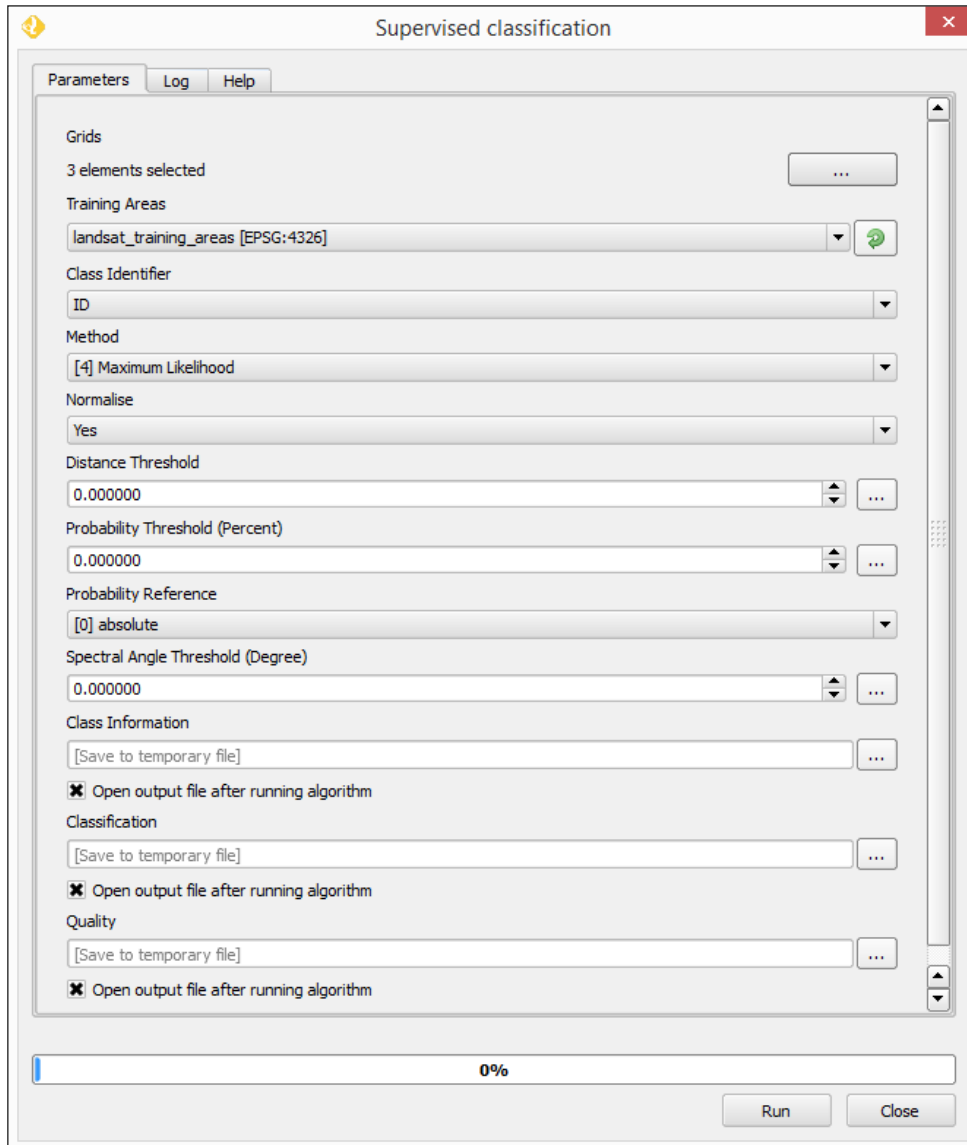 Supervised classification
Parameters Log Help
Grids
3 elements selected
...
Training Areas
landsat_training_areas [EPSG:4326]
Class Identifier
ID
Method
[4] Maximum Likelihood
Normalise
Yes
Distance Threshold
0.000000
...
Probability Threshold (Percent)
0.000000
...
Probability Reference
[0] absolute
Spectral Angle Threshold (Degree)
0.000000
...
Class Information
[Save to temporary file]
...
Open output file after running algorithm
Classification
[Save to temporary file]
...
Open output file after running algorithm
Quality
[Save to temporary file]
...
Open output file after running algorithm
0%
Run Close